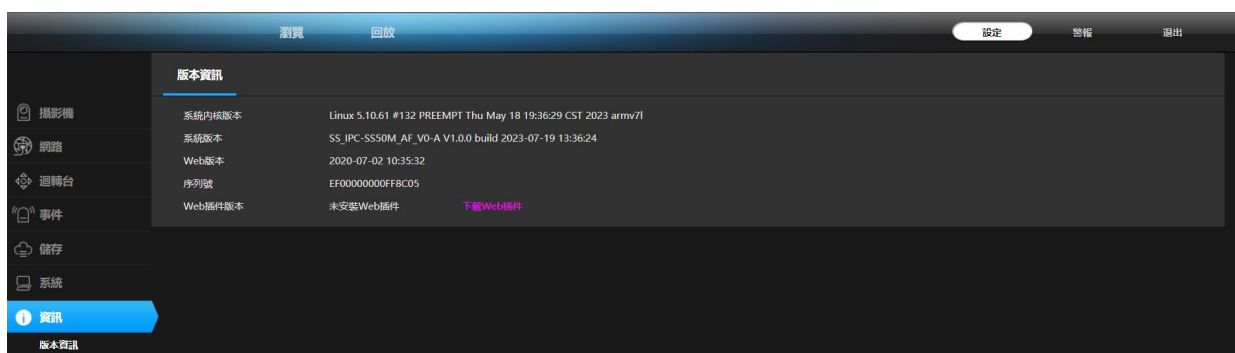 瀏覽 回放 設定 警報 退出
版本資訊
攝影機
網路
迴轉台
事件
儲存
系統
資訊
版本資訊
系統內核版本 Linux 5.10.61 #132 PREEMPT Thu May 18 19:36:29 CST 2023 armv7l
系統版本 SS_IPC-SS50M_AF_V0-A V1.0.0 build 2023-07-19 13:36:24
Web版本 2020-07-02 10:35:32
序列號 EF00000000FF8C05
Web插件版本 未安裝Web插件 下載Web插件